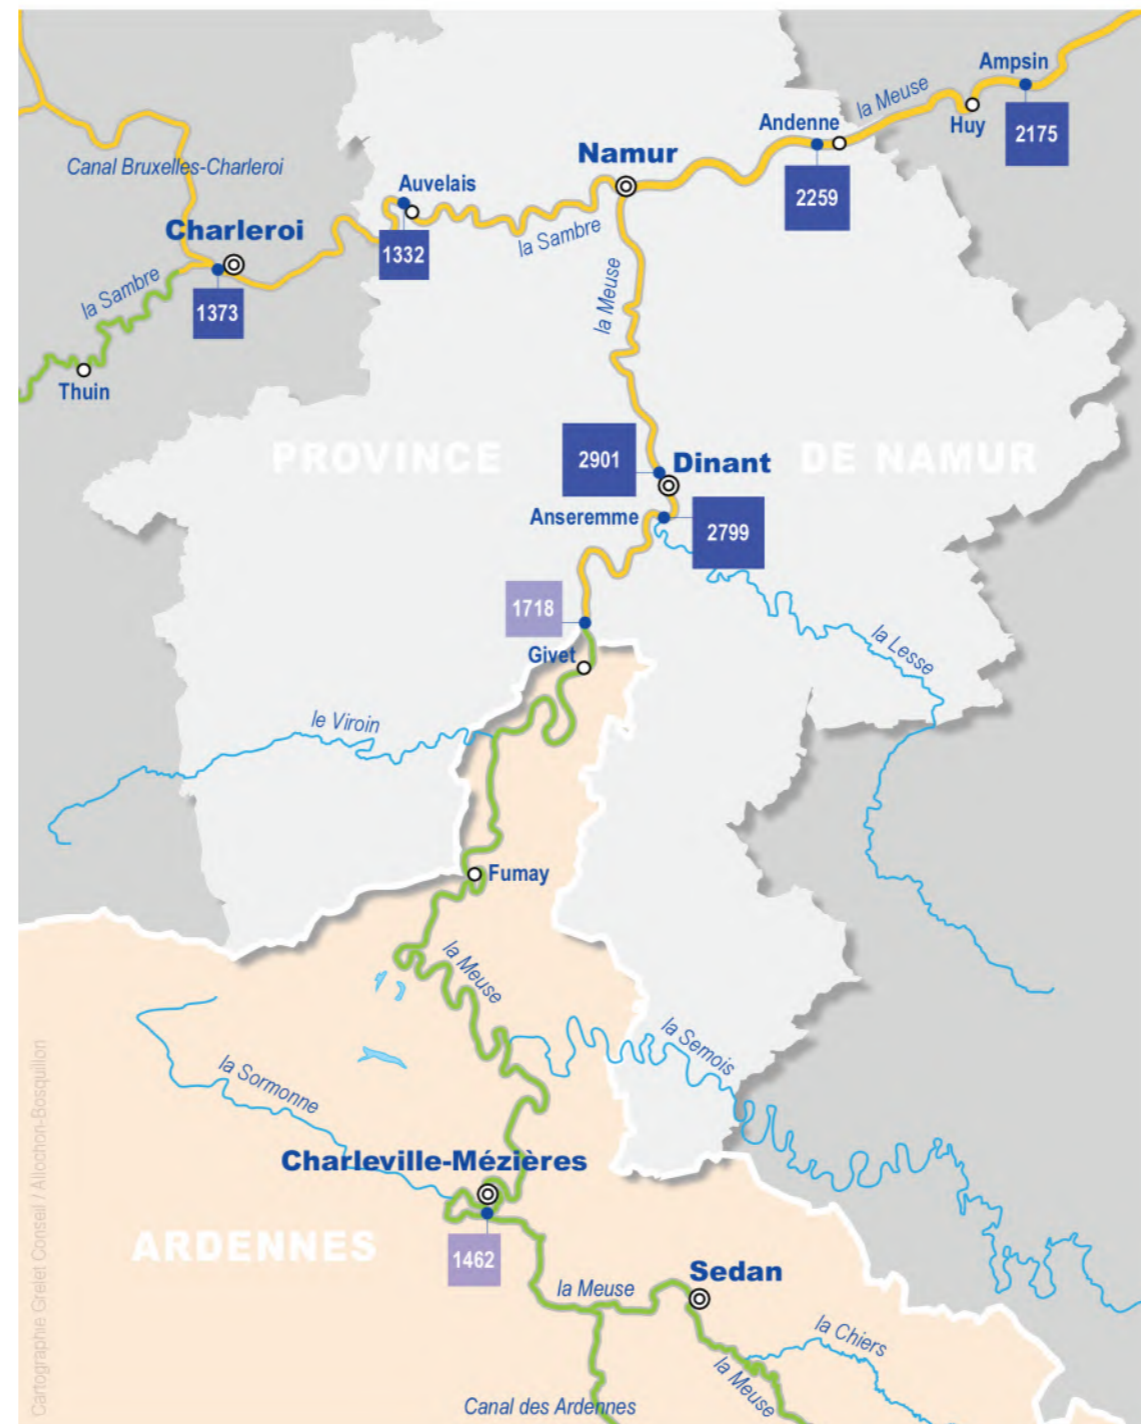 Ampsin
la Meuse
Huy
2175
Andenne
2259
Namur
Canal Bruxelles-Charleroi
Auvelais
1332
la Sambre
Charleroi
la Sambre
1373
la Meuse
Thuin
PROVINCE DE NAMUR
2901
Dinant
Anseremme
2799
1718
Givet
la Lesse
le Viroin
Fumay
la Meuse
la Semois
la Sormonne
Charleville-Mézières
ARDENNES
1462
la Meuse
Sedan
la Chiers
la Meuse
Canal des Ardennes
Cartographie Grelet Conseil / Allochon-Bosquillon